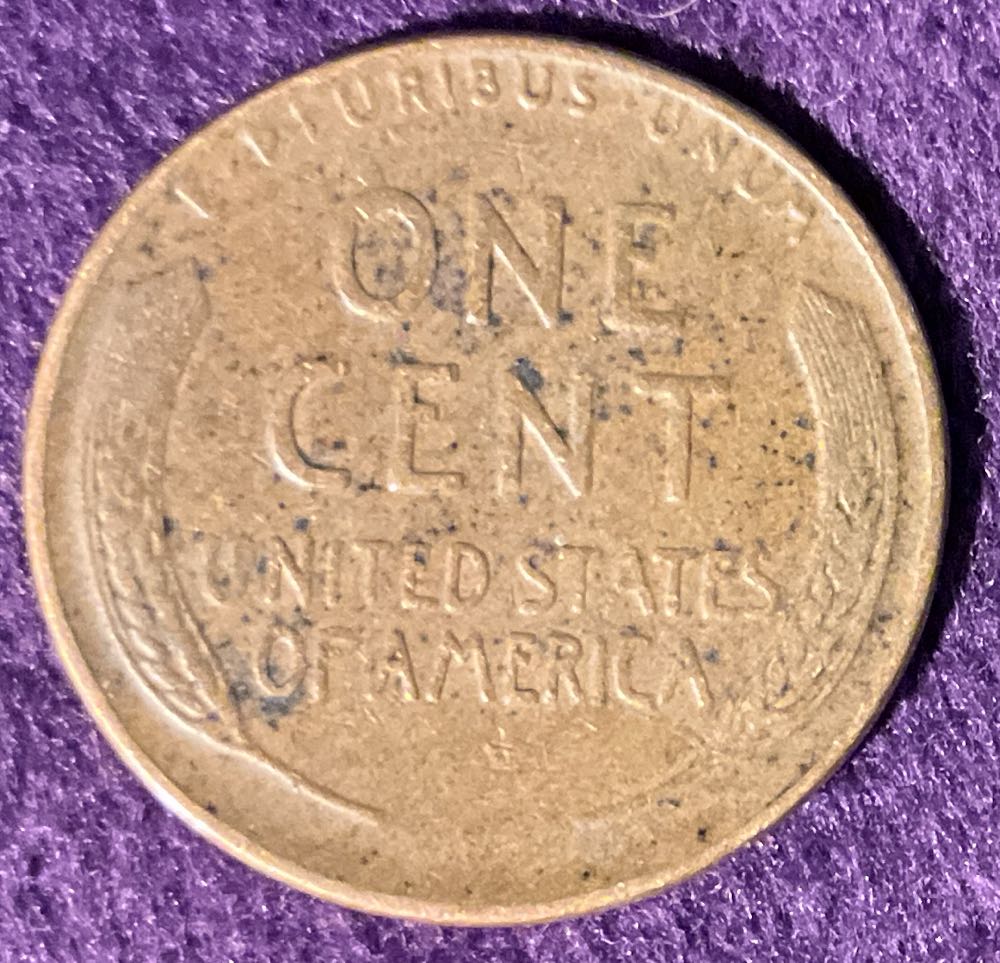 E PLURIBUS UNUM
ONE
CENT
UNITED STATES
OF AMERICA